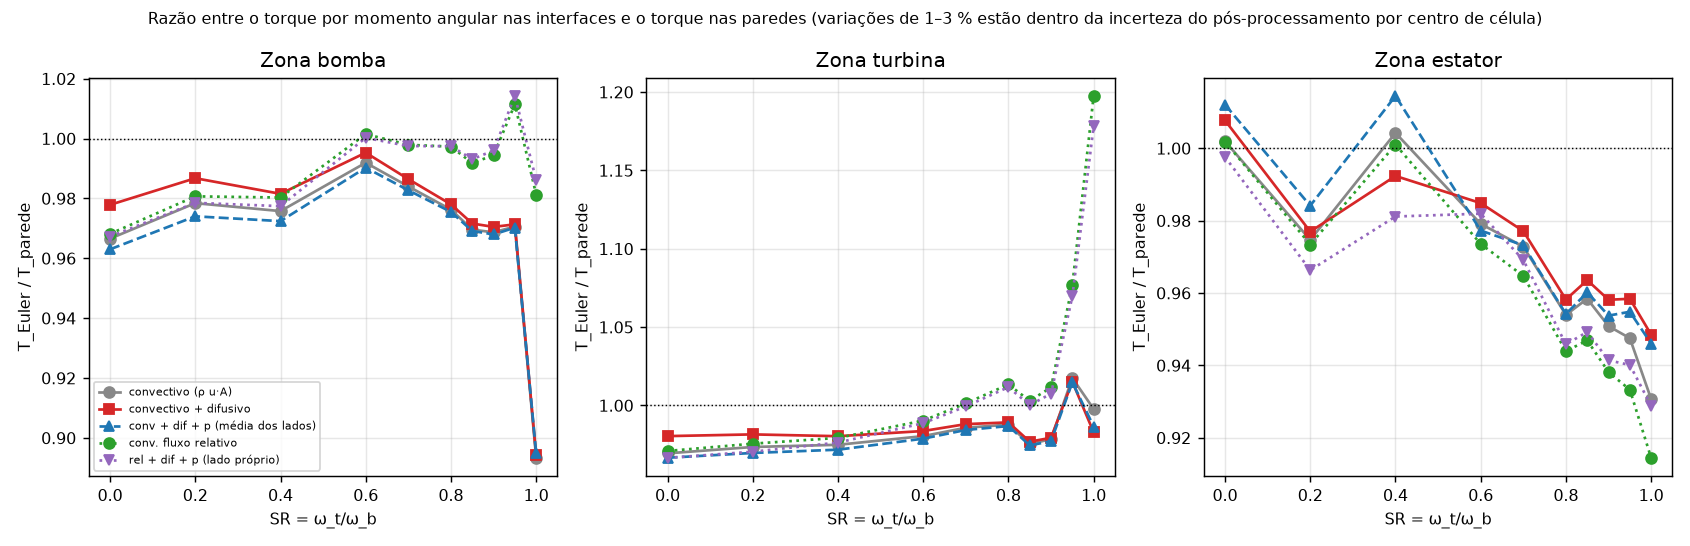 Razão entre o torque por momento angular nas interfaces e o torque nas paredes (variações de 1–3 % estão dentro da incerteza do pós-processamento por centro de célula)
Zona bomba
1.02
1.00
0.98
0.96
0.94
0.92
0.90
T_Euler / T_parede
convectivo (ρ u·A)
convectivo + difusivo
conv + dif + p (média dos lados)
conv. fluxo relativo
rel + dif + p (lado próprio)
0.0 0.2 0.4 0.6 0.8 1.0
SR = ω_t/ω_b
Zona turbina
1.20
1.15
1.10
1.05
1.00
T_Euler / T_parede
0.0 0.2 0.4 0.6 0.8 1.0
SR = ω_t/ω_b
Zona estator
1.00
0.98
0.96
0.94
0.92
T_Euler / T_parede
0.0 0.2 0.4 0.6 0.8 1.0
SR = ω_t/ω_b